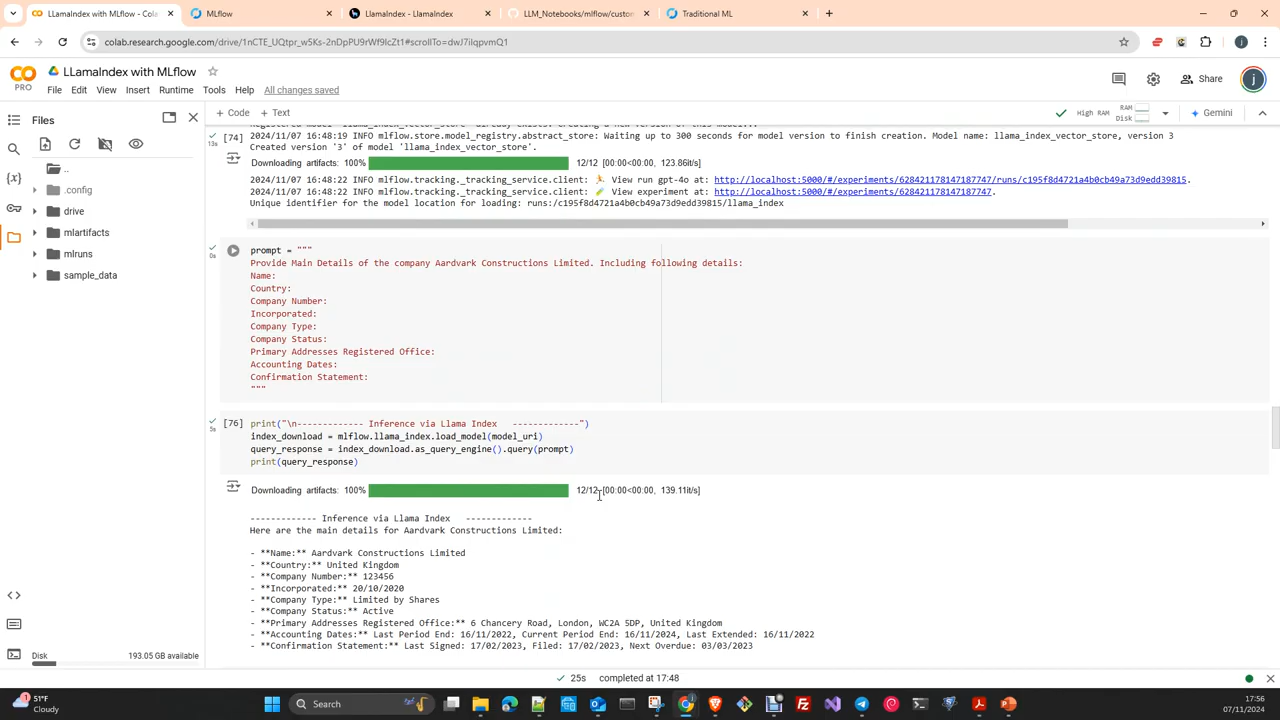 LLamaIndex with MLflow - Colab
MLflow
LlamaIndex - LlamaIndex
LLM_Notebooks/mlflow/custom
Traditional ML
colab.research.google.com/drive/1nCTE_UQtpr_w5Ks-2nDpPU9rWf9IcZt1#scrollTo=dwJ7ilqpvmQ1
PRO
LLamaIndex with MLflow
File Edit View Insert Runtime Tools Help All changes saved
Share
j
Files
+ Code + Text
High RAM
RAM
Disk
Gemini
..
.config
drive
mlartifacts
mlruns
sample_data
[74]
13s
2024/11/07 16:48:19 INFO mlflow.store.model_registry.abstract_store: Waiting up to 300 seconds for model version to finish creation. Model name: llama_index_vector_store, version 3
Created version '3' of model 'llama_index_vector_store'.
Downloading artifacts: 100% 12/12 [00:00<00:00, 123.86it/s]
2024/11/07 16:48:22 INFO mlflow.tracking._tracking_service.client: 🏃 View run gpt-4o at: http://localhost:5000/#/experiments/628421178147187747/runs/c195f8d4721a4b0cb49a73d9edd39815.
2024/11/07 16:48:22 INFO mlflow.tracking._tracking_service.client: 🧪 View experiment at: http://localhost:5000/#/experiments/628421178147187747.
Unique identifier for the model location for loading: runs:/c195f8d4721a4b0cb49a73d9edd39815/llama_index
0s
prompt = """
Provide Main Details of the company Aardvark Constructions Limited. Including following details:
Name:
Country:
Company Number:
Incorporated:
Company Type:
Company Status:
Primary Addresses Registered Office:
Accounting Dates:
Confirmation Statement:
"""
[76]
5s
print("\n------------- Inference via Llama Index   -------------")
index_download = mlflow.llama_index.load_model(model_uri)
query_response = index_download.as_query_engine().query(prompt)
print(query_response)
Downloading artifacts: 100% 12/12 [00:00<00:00, 139.11it/s]
------------- Inference via Llama Index   -------------
Here are the main details for Aardvark Constructions Limited:
- **Name:** Aardvark Constructions Limited
- **Country:** United Kingdom
- **Company Number:** 123456
- **Incorporated:** 20/10/2020
- **Company Type:** Limited by Shares
- **Company Status:** Active
- **Primary Addresses Registered Office:** 6 Chancery Road, London, WC2A 5DP, United Kingdom
- **Accounting Dates:** Last Period End: 16/11/2022, Current Period End: 16/11/2024, Last Extended: 16/11/2022
- **Confirmation Statement:** Last Signed: 17/02/2023, Filed: 17/02/2023, Next Overdue: 03/03/2023
Disk 193.05 GB available
25s completed at 17:48
51°F
Cloudy
Search
17:56
07/11/2024